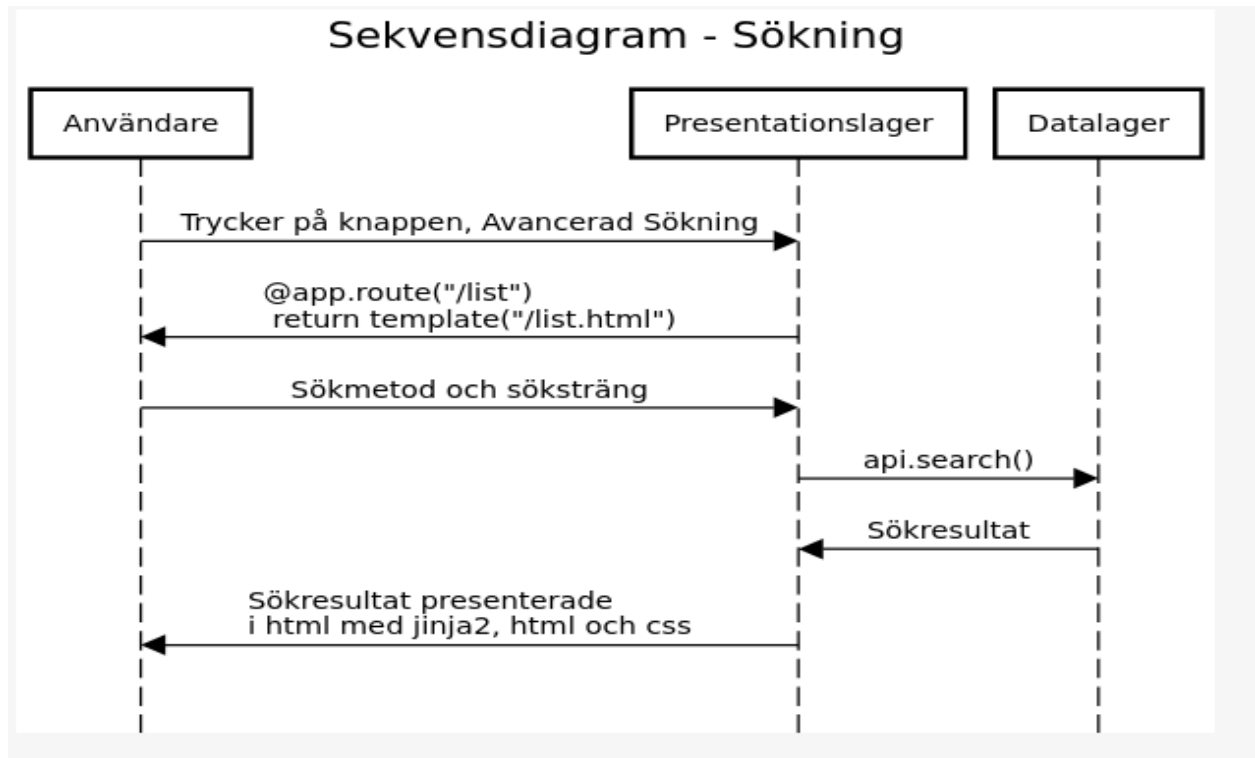 Sekvensdiagram - Sökning
Användare
Presentationslager
Datalager
Trycker på knappen, Avancerad Sökning
@app.route("/list")
return template("/list.html")
Sökmetod och söksträng
api.search()
Sökresultat
Sökresultat presenterade
i html med jinja2, html och css